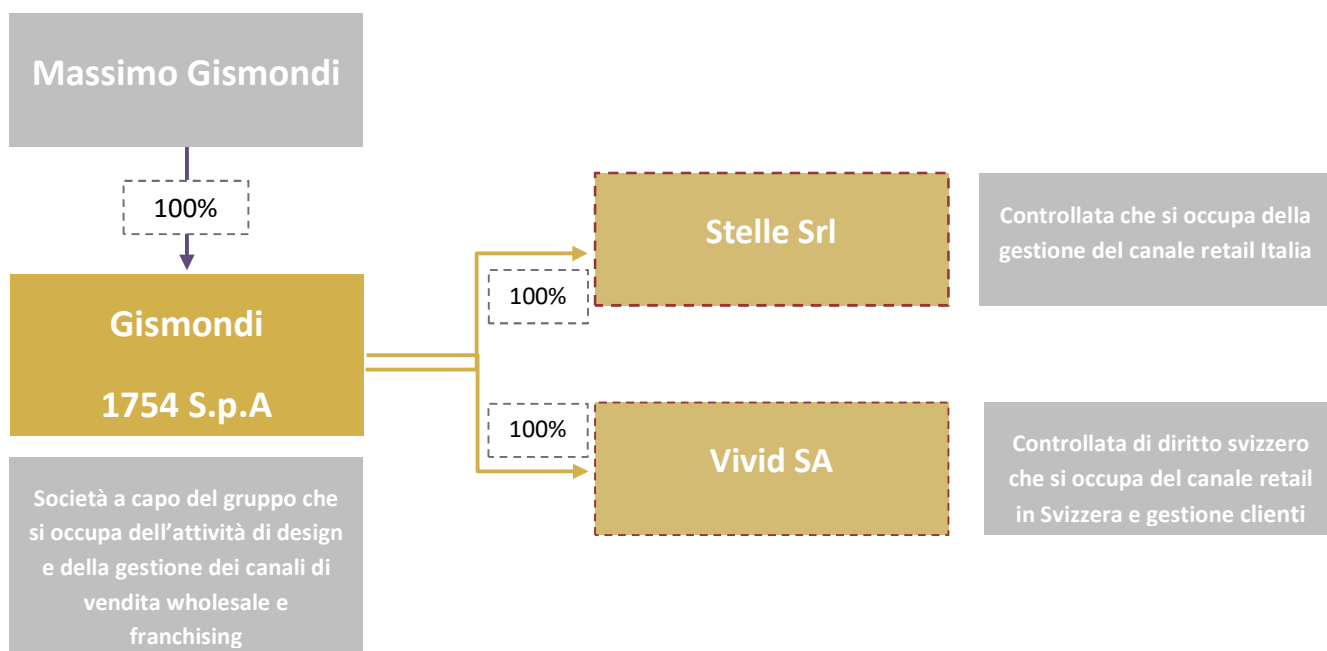 Massimo Gismondi
100%
Gismondi
1754 S.p.A
Società a capo del gruppo che
si occupa dell’attività di design
e della gestione dei canali di
vendita wholesale e
franchising
100%
Stelle Srl
Controllata che si occupa della
gestione del canale retail Italia
100%
Vivid SA
Controllata di diritto svizzero
che si occupa del canale retail
in Svizzera e gestione clienti